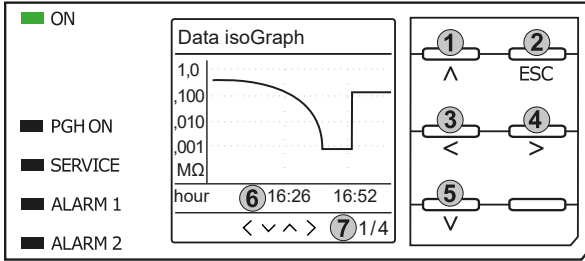 ON
PGH ON
SERVICE
ALARM 1
ALARM 2
Data isoGraph
1,0
,100
,010
,001
MΩ
hour 6 16:26 16:52
< ∨ ∧ > 7 1/4
1 2
∧ ESC
3 4
< >
5
∨